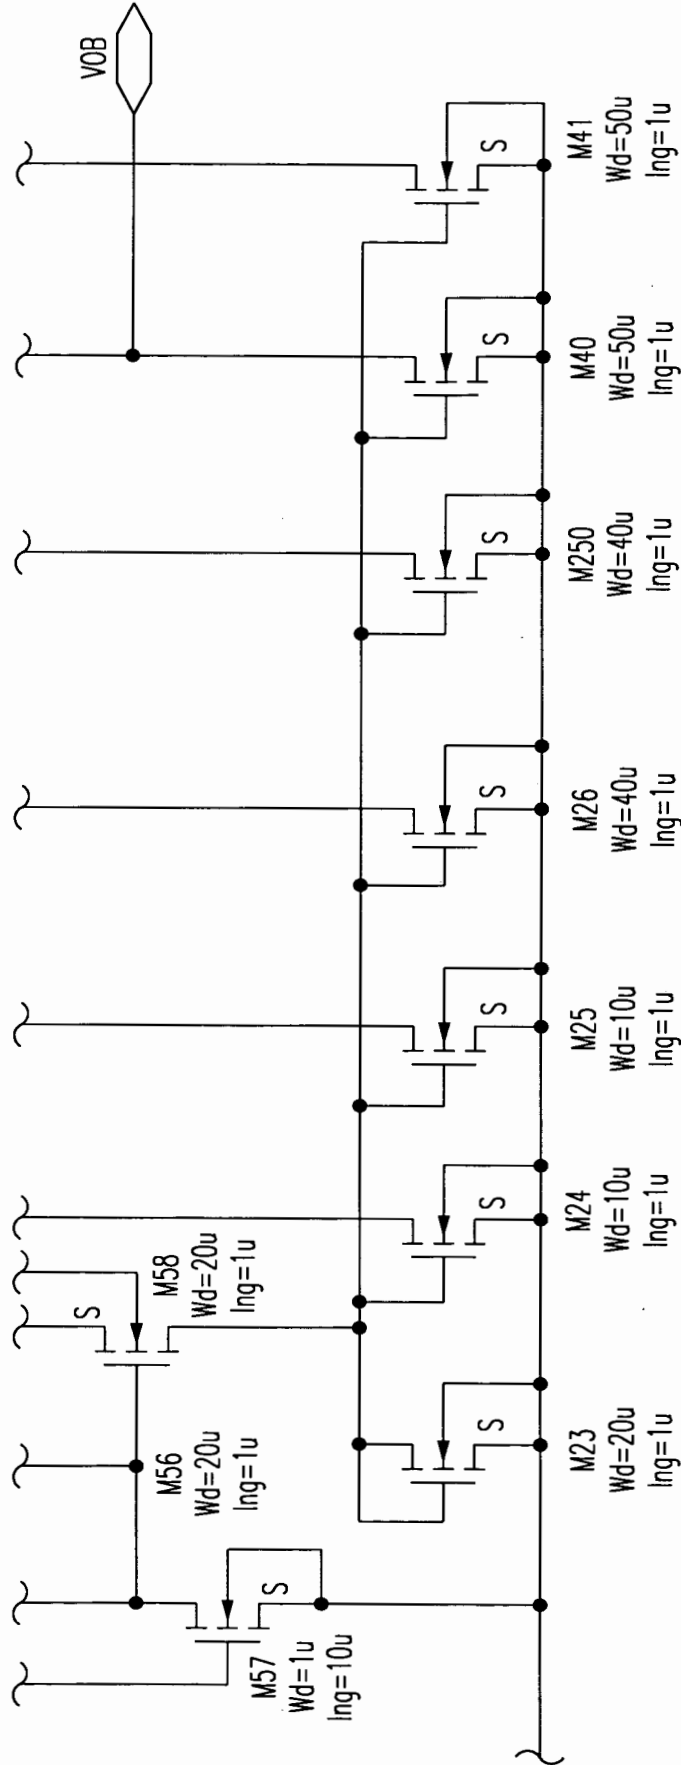 VOB
S
M41
Wd=50u
lng=1u
S
M40
Wd=50u
lng=1u
S
M250
Wd=40u
lng=1u
S
M26
Wd=40u
lng=1u
S
M25
Wd=10u
lng=1u
S
M24
Wd=10u
lng=1u
S
M58
Wd=20u
lng=1u
M56
Wd=20u
lng=1u
S
M23
Wd=20u
lng=1u
S
M57
Wd=1u
lng=10u